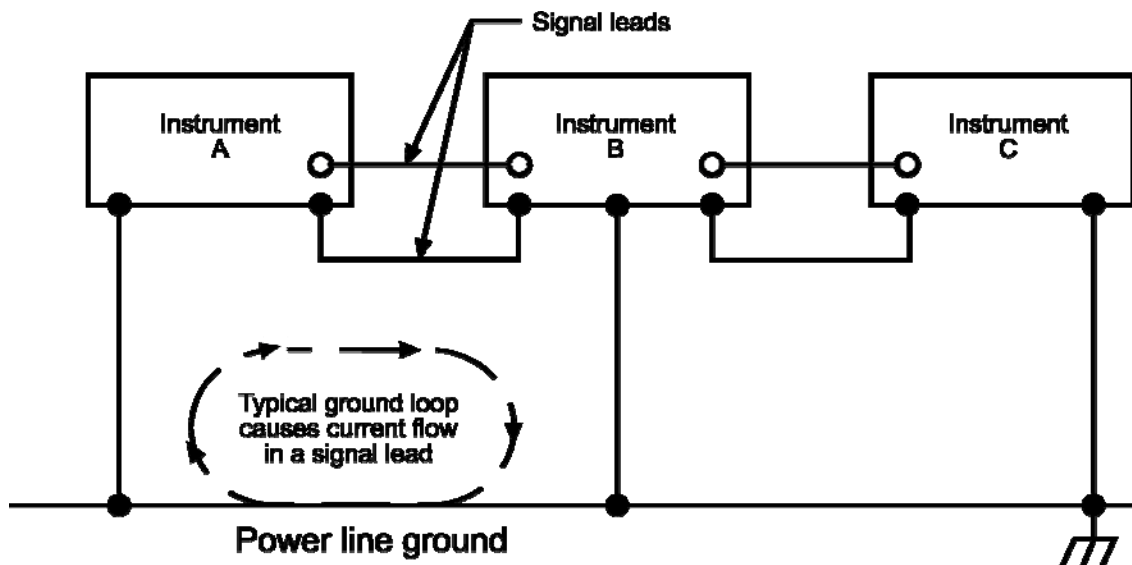 Signal leads
Instrument
A
Instrument
B
Instrument
C
Typical ground loop
causes current flow
in a signal lead
Power line ground